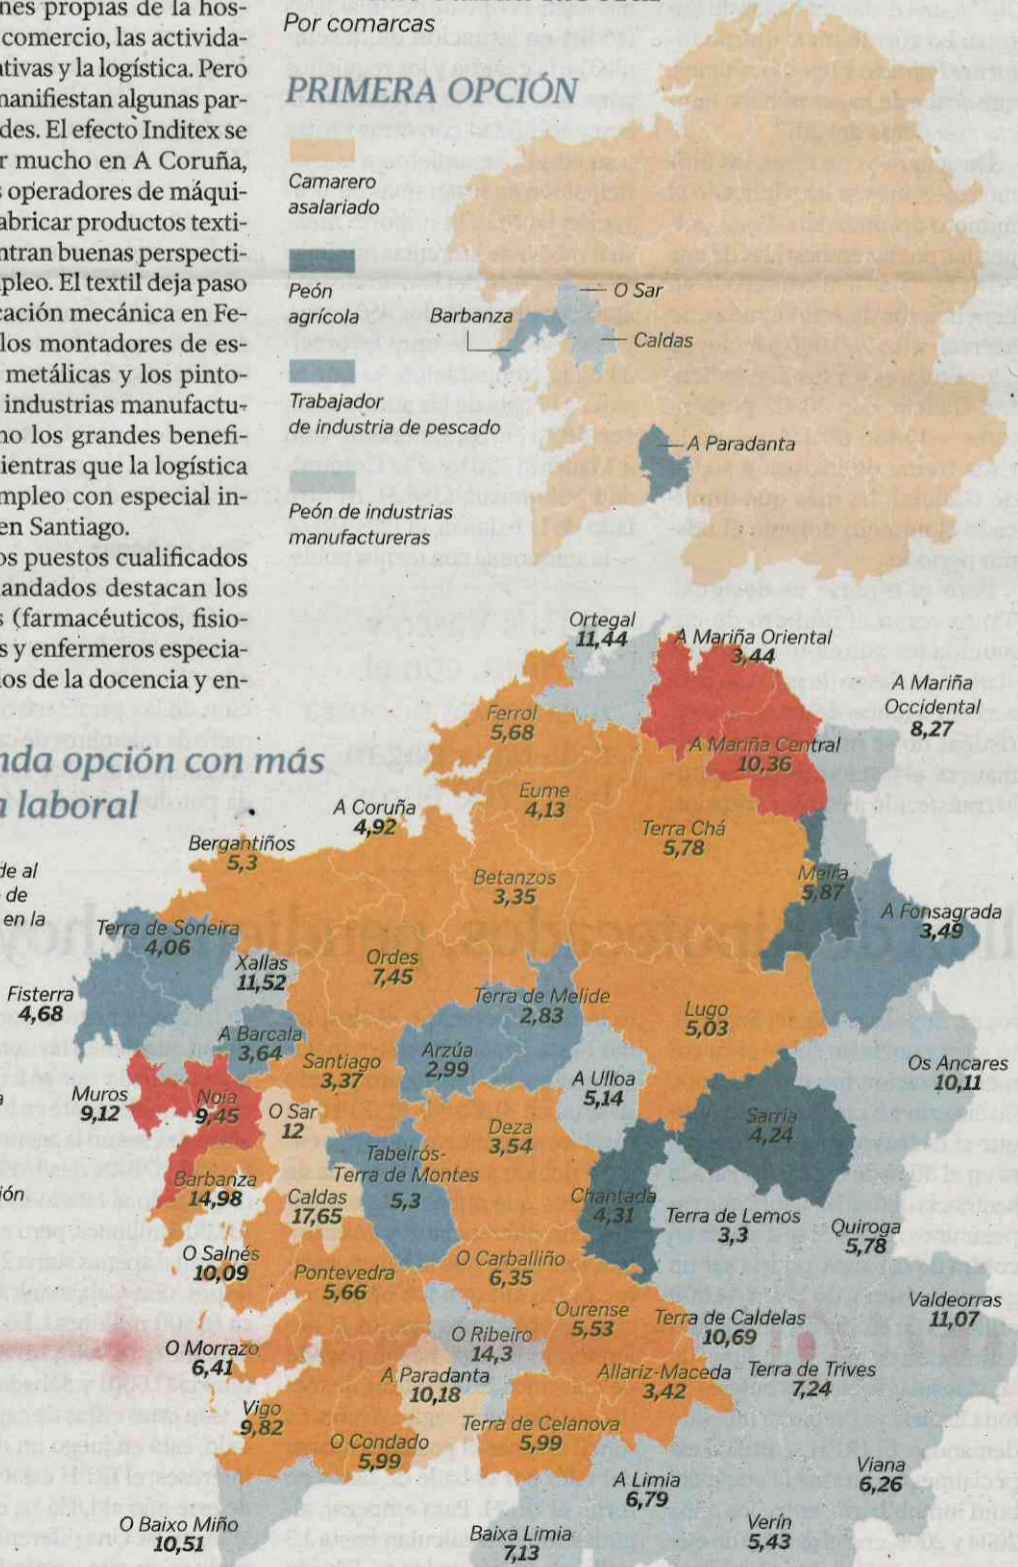 nes propias de la hos-
comercio, las activida-
ativas y la logística. Pero
manifiestan algunas par-
des. El efecto Inditex se
r mucho en A Coruña,
s operadores de máqui-
abricar productos texti-
ntran buenas perspecti-
pleo. El textil deja paso
cación mecánica en Fe-
los montadores de es-
metálicas y los pinto-
industrias manufactu-
no los grandes benefi-
ientras que la logística
mpleo con especial in-
en Santiago.
os puestos cualificados
andados destacan los
s (farmacéuticos, fisio-
s y enfermeros especia-
los de la docencia y en-
Por comarcas
PRIMERA OPCIÓN
Camarero
asalariado
Peón
agrícola
Trabajador
de industria de pescado
Peón de industrias
manufactureras
O Sar
Barbanza
Caldas
A Paradanta
nda opción con más
a laboral
de al
de
en la
a
ión
Ortegal
11,44
A Mariña Oriental
3,44
A Mariña
Occidental
8,27
Ferrol
5,68
A Mariña Central
10,36
Eume
4,13
A Coruña
4,92
Terra Chá
5,78
Bergantiños
5,3
Betanzos
3,35
Meira
5,87
A Fonsagrada
3,49
Terra de Soneira
4,06
Xallas
11,52
Ordes
7,45
Fisterra
4,68
Terra de Melide
2,83
Lugo
5,03
A Barcala
3,64
Santiago
3,37
Arzúa
2,99
A Ulloa
5,14
Os Ancares
10,11
Muros
9,12
Noia
9,45
O Sar
12
Deza
3,54
Sarria
4,24
Tabelrós-
Terra de Montes
5,3
Barbanza
14,98
Caldas
17,65
Chantada
4,31
Terra de Lemos
3,3
Quiroga
5,78
O Salnés
10,09
Pontevedra
5,66
O Carballiño
6,35
Valdeorras
11,07
Ourense
5,53
Terra de Caldelas
10,69
O Morrazo
6,41
O Ribeiro
14,3
A Paradanta
10,18
Allariz-Maceda
3,42
Terra de Trives
7,24
Vigo
9,82
O Condado
5,99
Terra de Celanova
5,99
A Limia
6,79
Viana
6,26
O Baixo Miño
10,51
Baixa Limia
7,13
Verín
5,43